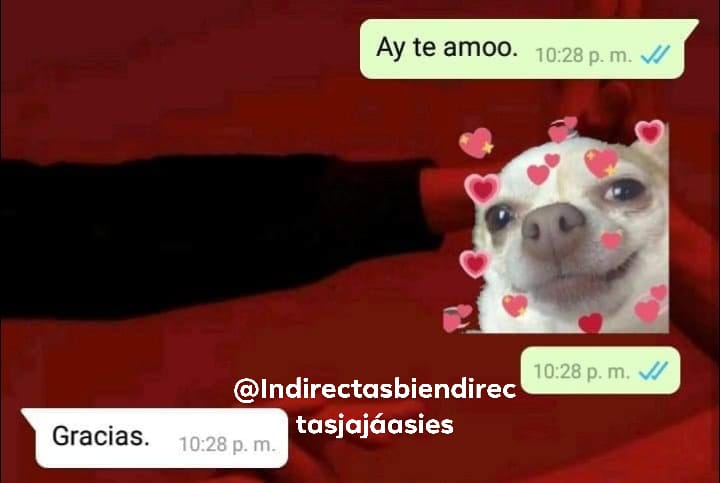 Ay te amoo. 10:28 p. m.
10:28 p. m.
@Indirectasbiendirec
tasjajáasies
Gracias. 10:28 p. m.